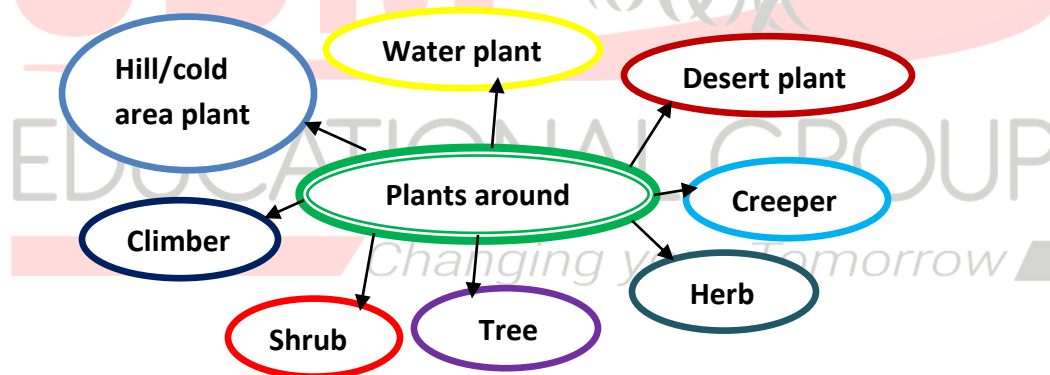 Water plant
Hill/cold
area plant
Desert plant
EDUCATIONAL GROUP
Plants around
Creeper
Climber
Changing your Tomorrow
Herb
Shrub
Tree